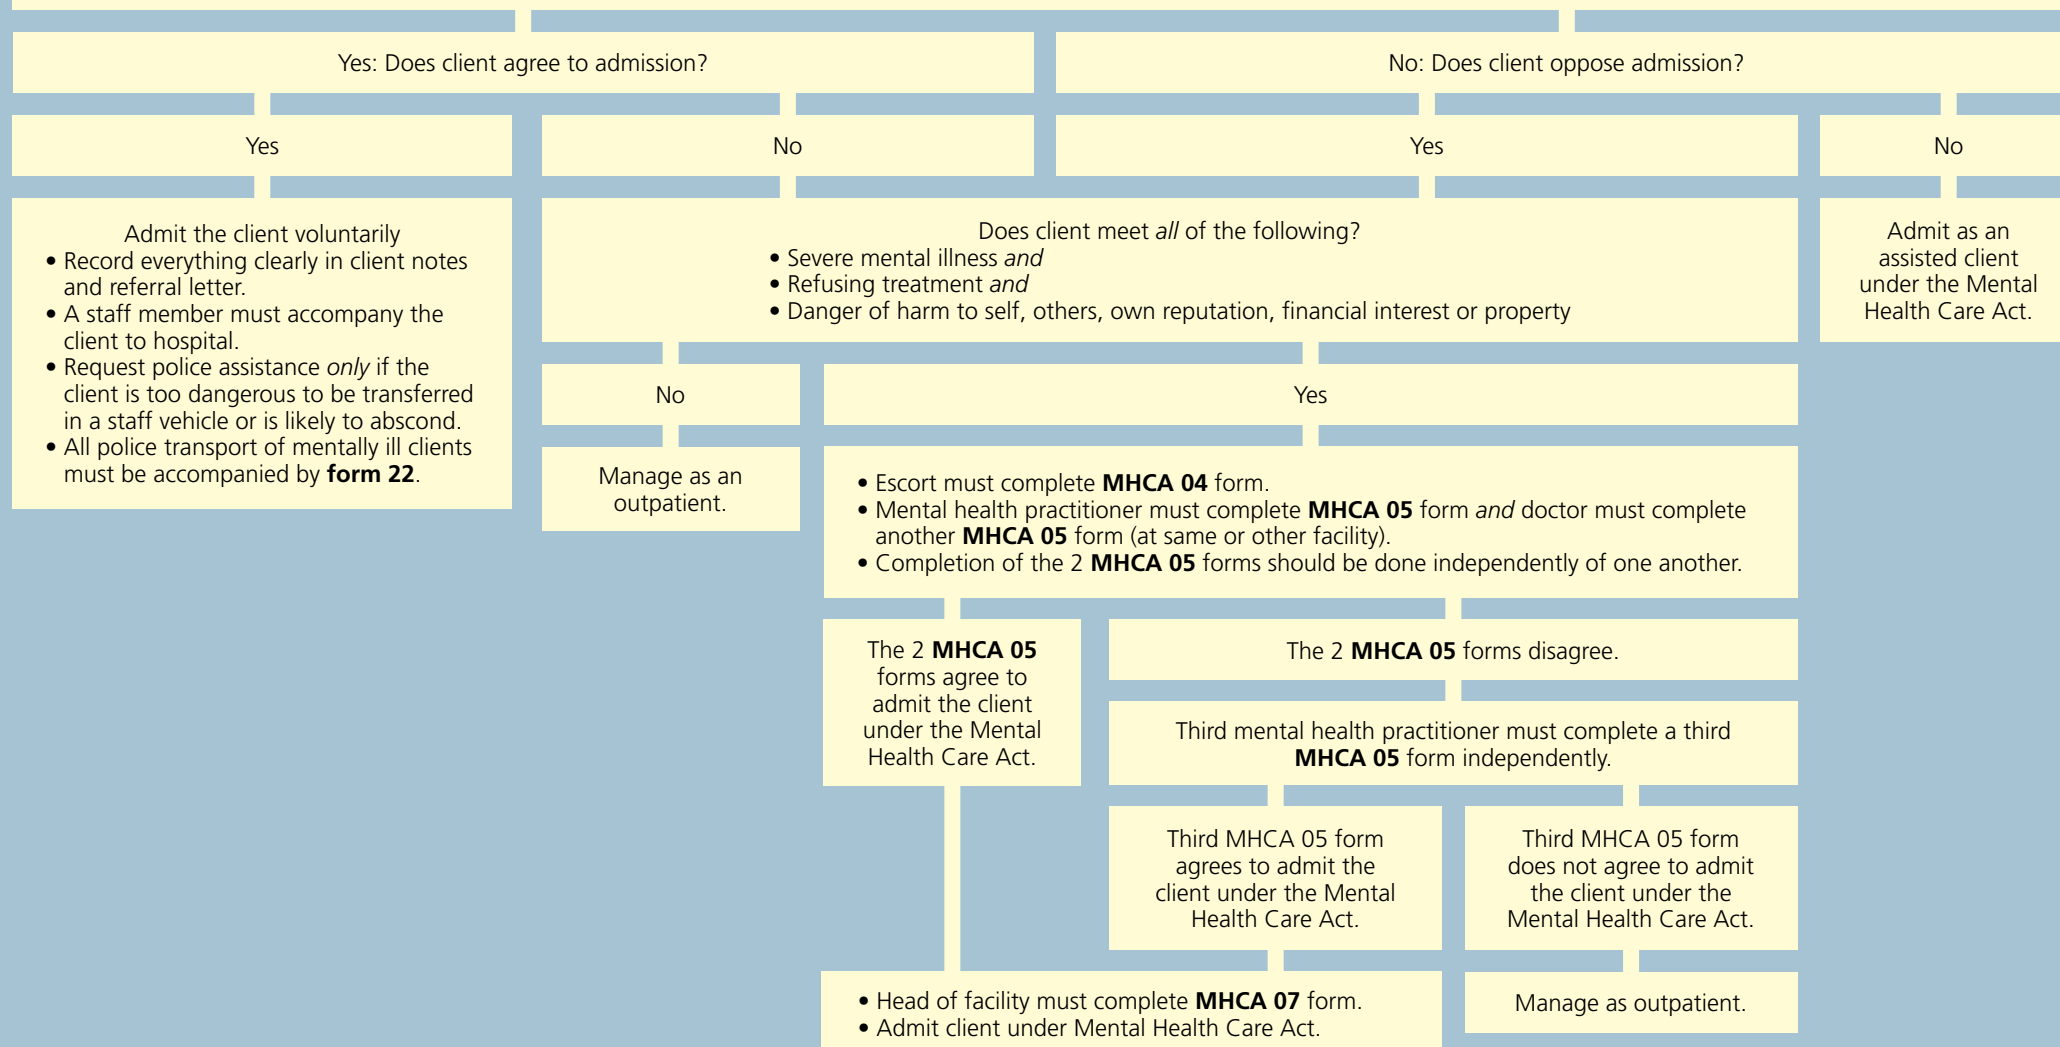 Yes: Does client agree to admission?
No: Does client oppose admission?
Yes
No
Yes
No
Admit the client voluntarily
• Record everything clearly in client notes
and referral letter.
• A staff member must accompany the
client to hospital.
• Request police assistance only if the
client is too dangerous to be transferred
in a staff vehicle or is likely to abscond.
• All police transport of mentally ill clients
must be accompanied by form 22.
Does client meet all of the following?
• Severe mental illness and
• Refusing treatment and
• Danger of harm to self, others, own reputation, financial interest or property
Admit as an
assisted client
under the Mental
Health Care Act.
No
Yes
Manage as an
outpatient.
• Escort must complete MHCA 04 form.
• Mental health practitioner must complete MHCA 05 form and doctor must complete
another MHCA 05 form (at same or other facility).
• Completion of the 2 MHCA 05 forms should be done independently of one another.
The 2 MHCA 05
forms agree to
admit the client
under the Mental
Health Care Act.
The 2 MHCA 05 forms disagree.
Third mental health practitioner must complete a third
MHCA 05 form independently.
Third MHCA 05 form
agrees to admit the
client under the Mental
Health Care Act.
Third MHCA 05 form
does not agree to admit
the client under the
Mental Health Care Act.
• Head of facility must complete MHCA 07 form.
• Admit client under Mental Health Care Act.
Manage as outpatient.